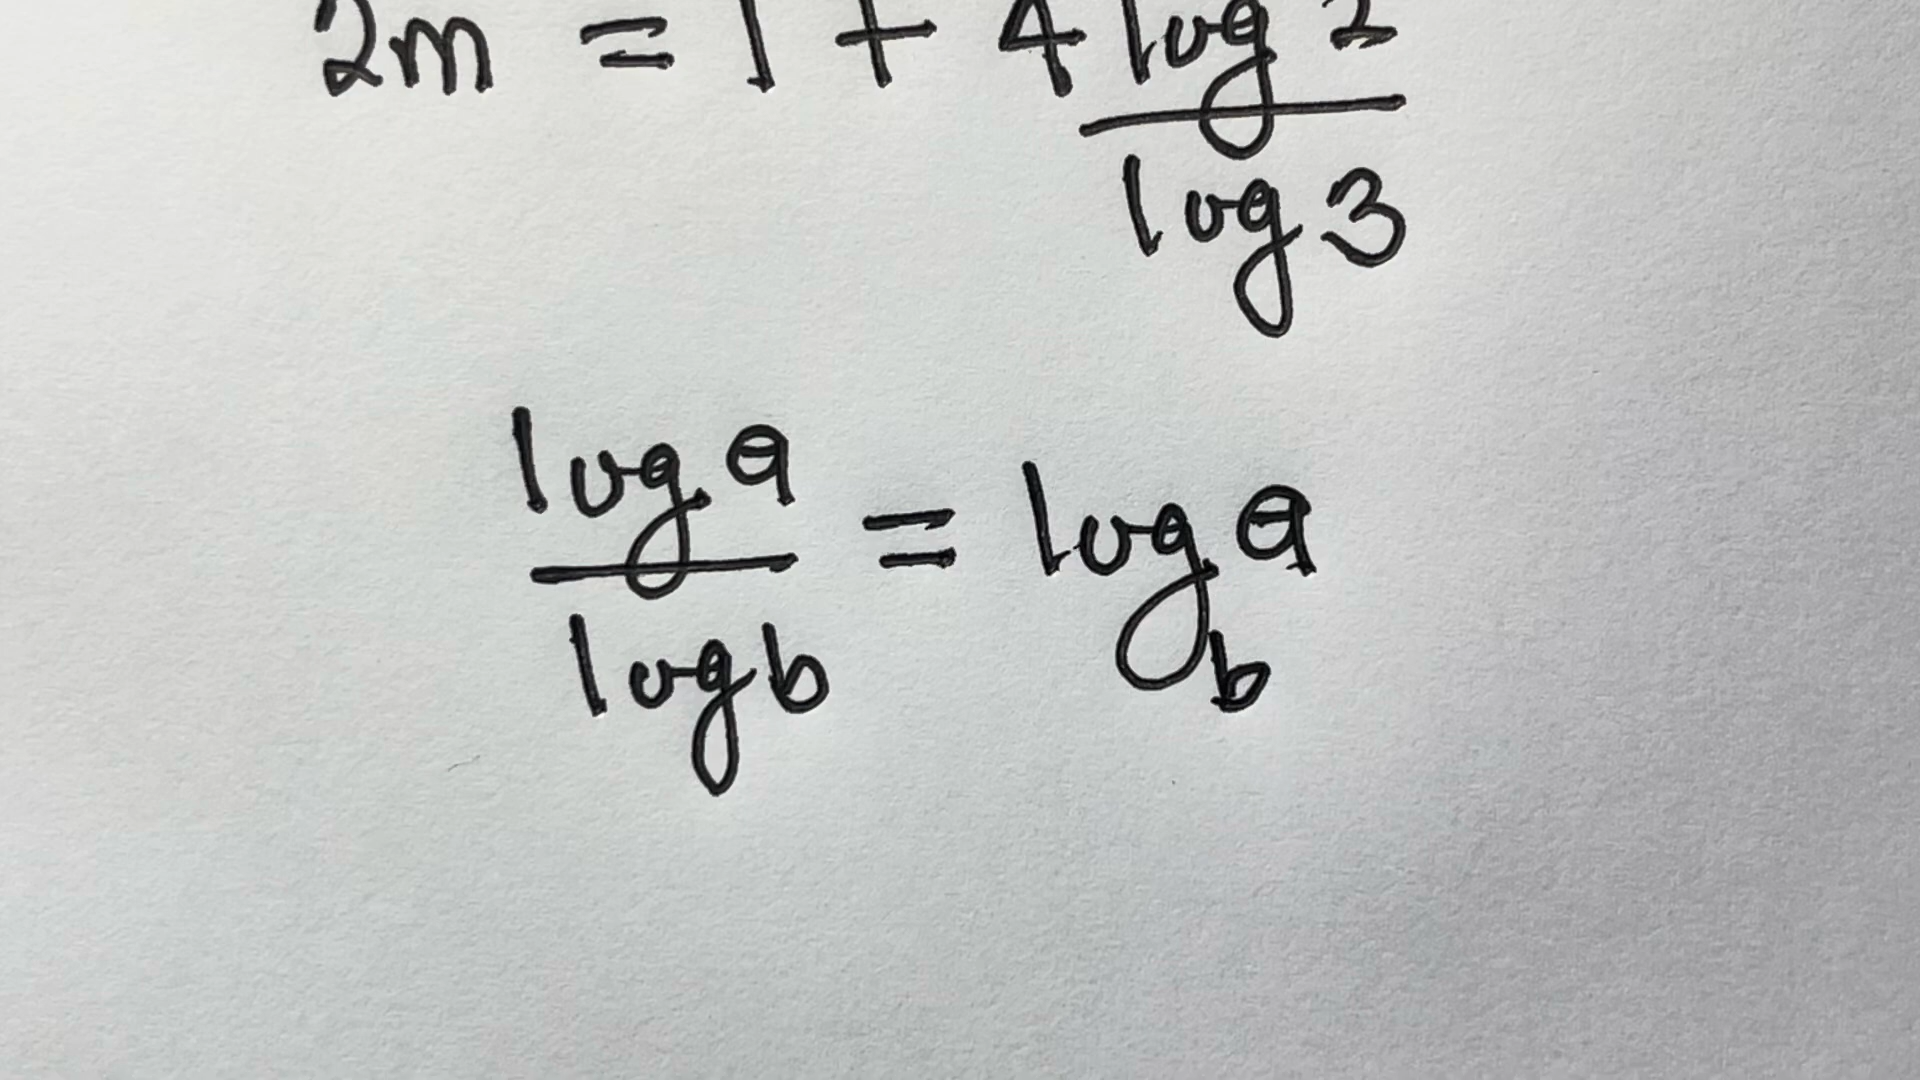 2m = 1 + 4 log 2 / log 3
log a / log b = log_b a